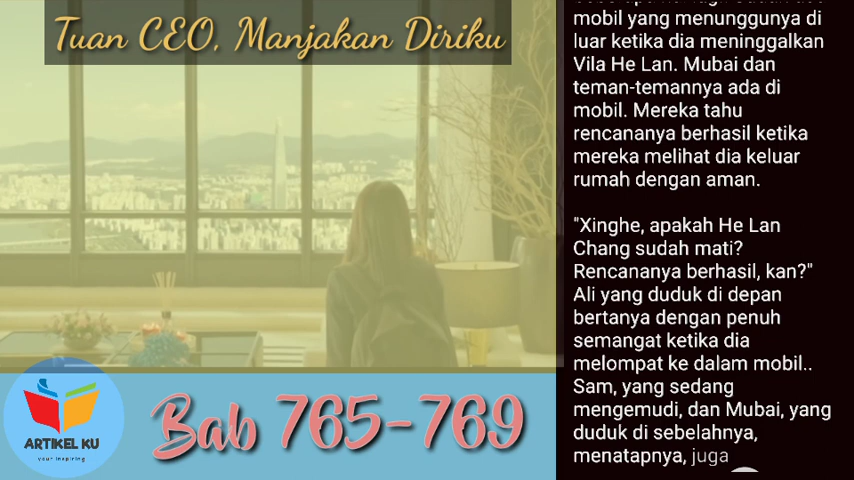 Tuan CEO, Manjakan Diriku
mobil yang menunggunya di
luar ketika dia meninggalkan
Vila He Lan. Mubai dan
teman-temannya ada di
mobil. Mereka tahu
rencananya berhasil ketika
mereka melihat dia keluar
rumah dengan aman.
"Xinghe, apakah He Lan
Chang sudah mati?
Rencananya berhasil, kan?"
Ali yang duduk di depan
bertanya dengan penuh
semangat ketika dia
melompat ke dalam mobil..
Sam, yang sedang
mengemudi, dan Mubai, yang
duduk di sebelahnya,
menatapnya, juga
ARTIKEL KU
your inspiring
Bab 765-769